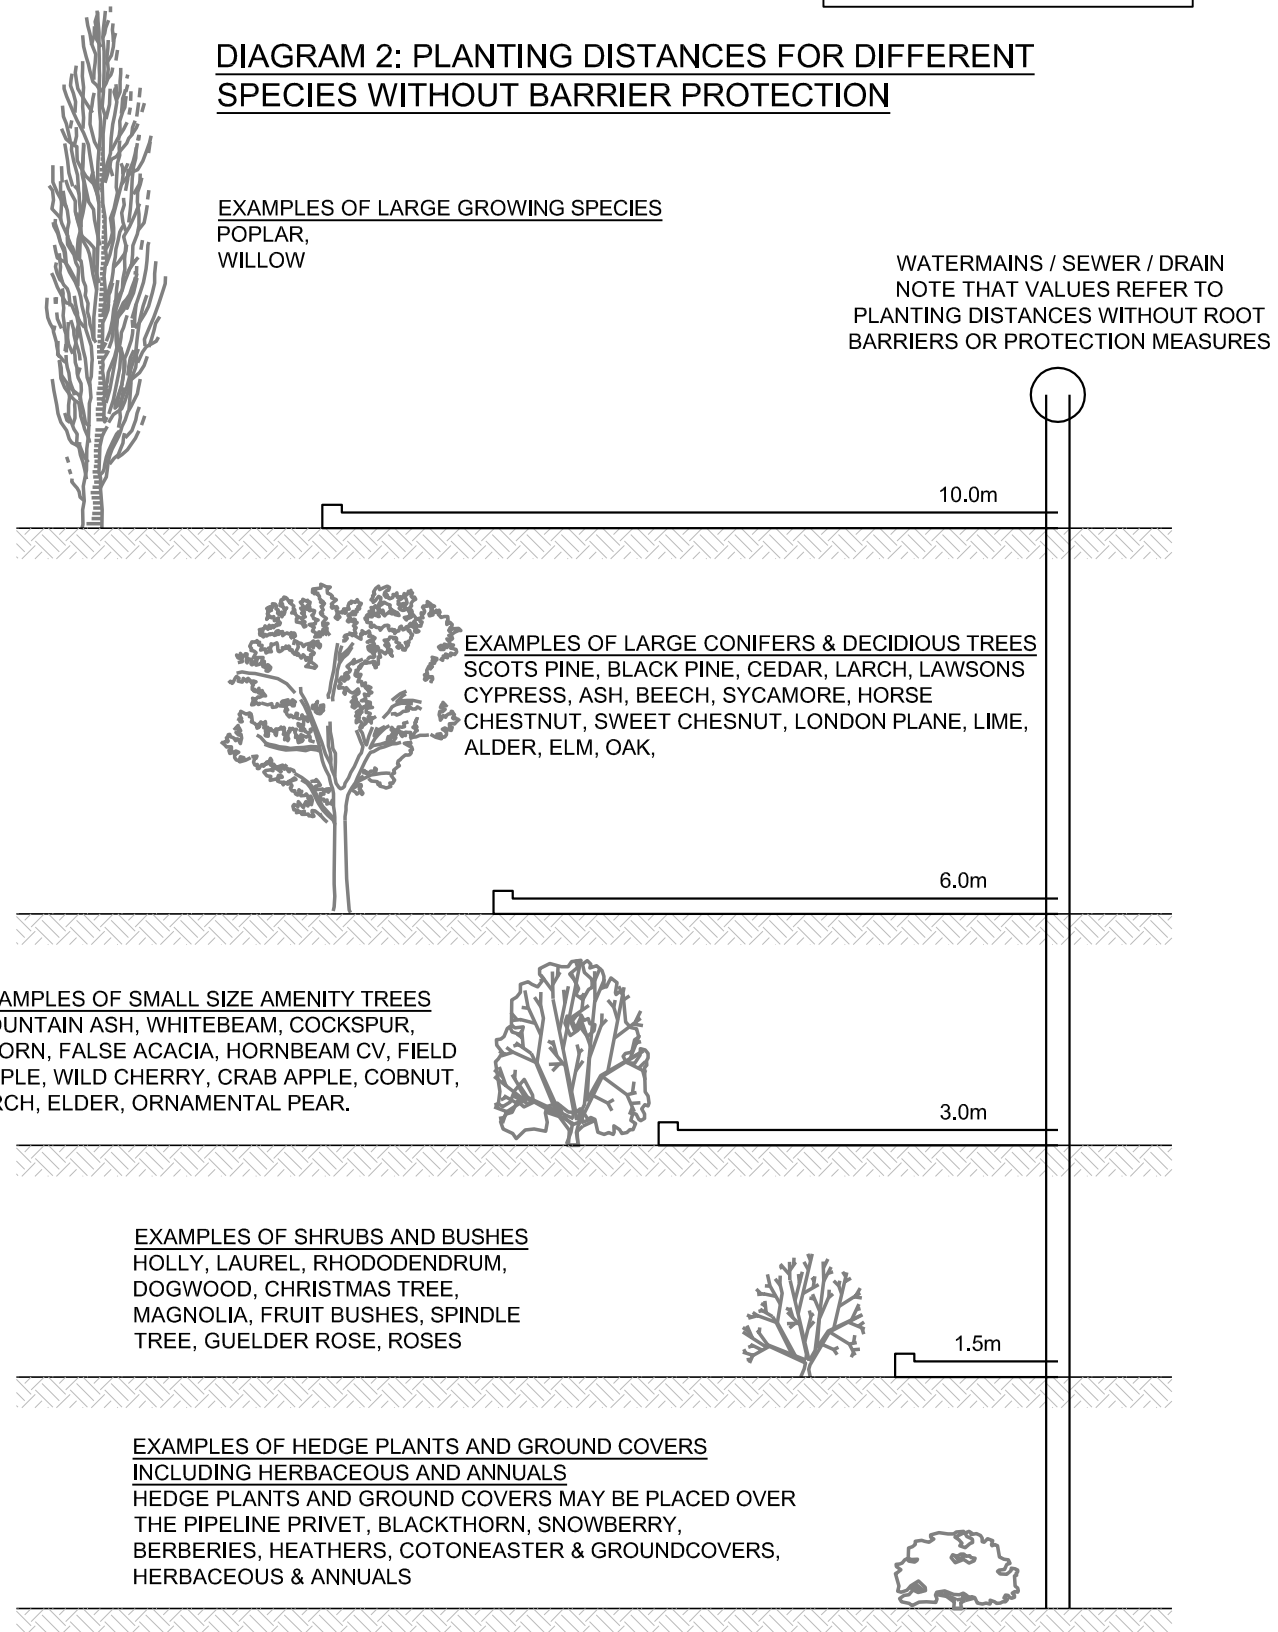 DIAGRAM 2: PLANTING DISTANCES FOR DIFFERENT
SPECIES WITHOUT BARRIER PROTECTION
EXAMPLES OF LARGE GROWING SPECIES
POPLAR,
WILLOW
WATERMAINS / SEWER / DRAIN
NOTE THAT VALUES REFER TO
PLANTING DISTANCES WITHOUT ROOT
BARRIERS OR PROTECTION MEASURES
10.0m
EXAMPLES OF LARGE CONIFERS & DECIDIOUS TREES
SCOTS PINE, BLACK PINE, CEDAR, LARCH, LAWSONS
CYPRESS, ASH, BEECH, SYCAMORE, HORSE
CHESTNUT, SWEET CHESNUT, LONDON PLANE, LIME,
ALDER, ELM, OAK,
6.0m
AMPLES OF SMALL SIZE AMENITY TREES
OUNTAIN ASH, WHITEBEAM, COCKSPUR,
ORN, FALSE ACACIA, HORNBEAM CV, FIELD
PLE, WILD CHERRY, CRAB APPLE, COBNUT,
RCH, ELDER, ORNAMENTAL PEAR.
3.0m
EXAMPLES OF SHRUBS AND BUSHES
HOLLY, LAUREL, RHODODENDRUM,
DOGWOOD, CHRISTMAS TREE,
MAGNOLIA, FRUIT BUSHES, SPINDLE
TREE, GUELDER ROSE, ROSES
1.5m
EXAMPLES OF HEDGE PLANTS AND GROUND COVERS
INCLUDING HERBACEOUS AND ANNUALS
HEDGE PLANTS AND GROUND COVERS MAY BE PLACED OVER
THE PIPELINE PRIVET, BLACKTHORN, SNOWBERRY,
BERBERIES, HEATHERS, COTONEASTER & GROUNDCOVERS,
HERBACEOUS & ANNUALS